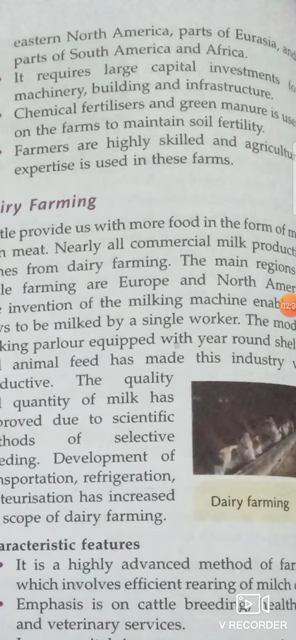 eastern North America, parts of Eurasia, and
parts of South America and Africa.
It requires large capital investments
machinery, building and infrastructure.
Chemical fertilisers and green manure is use
on the farms to maintain soil fertility.
Farmers are highly skilled and agricultu
expertise is used in these farms.
iry Farming
tle provide us with more food in the form of m
n meat. Nearly all commercial milk product
nes from dairy farming. The main regions
le farming are Europe and North Amer
invention of the milking machine enab
ws to be milked by a single worker. The mod
king parlour equipped with year round shel
animal feed has made this industry
ductive. The quality
quantity of milk has
proved due to scientific
thods of selective
eding. Development of
nsportation, refrigeration,
teurisation has increased
scope of dairy farming.
Dairy farming
aracteristic features
• It is a highly advanced method of far
which involves efficient rearing of milch
• Emphasis is on cattle breeding, ealth
and veterinary services.
V RECORDER